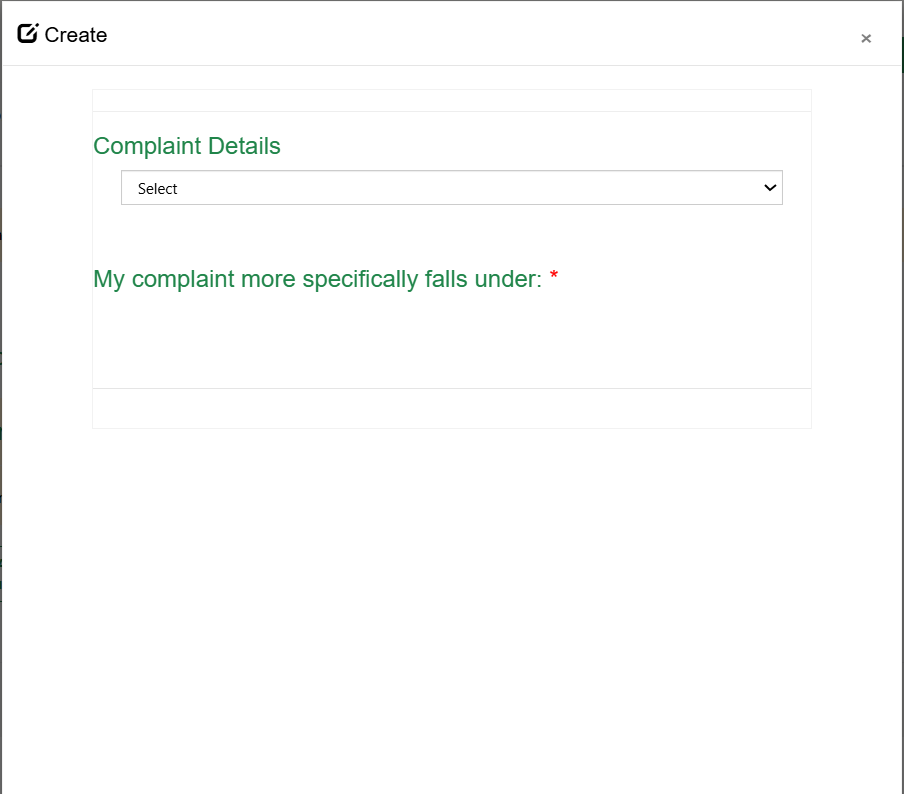 Create
×
Complaint Details
Select
My complaint more specifically falls under: *